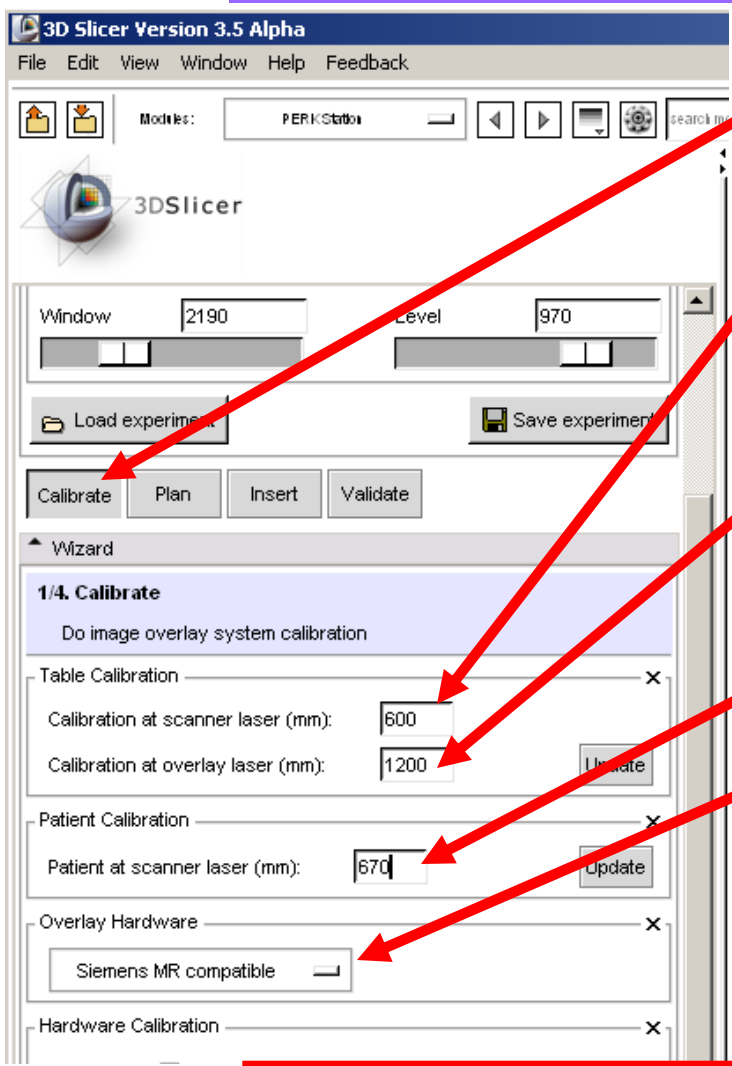 3D Slicer Version 3.5 Alpha
File Edit View Window Help Feedback
Modules: PERKStation search
3DSlicer
Window 2190 Level 970
Load experiment Save experiment
Calibrate Plan Insert Validate
Wizard
1/4. Calibrate
Do image overlay system calibration
Table Calibration
Calibration at scanner laser (mm): 600
Calibration at overlay laser (mm): 1200 Update
Patient Calibration
Patient at scanner laser (mm): 670 Update
Overlay Hardware
Siemens MR compatible
Hardware Calibration